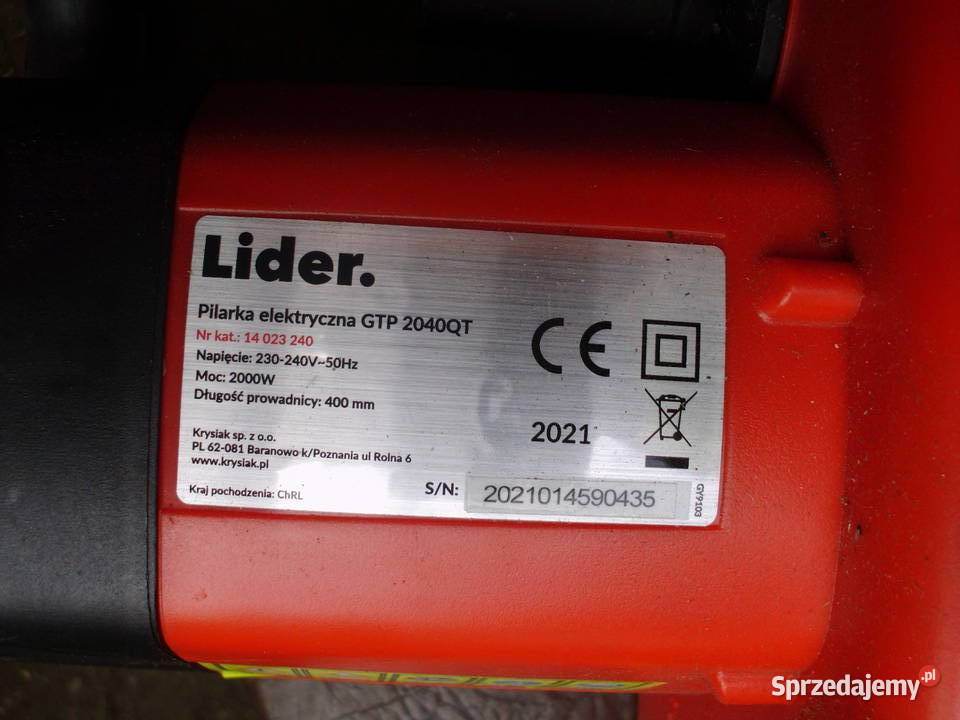 Lider.
Pilarka elektryczna GTP 2040QT
Nr kat.: 14 023 240
Napięcie: 230-240V~50Hz
Moc: 2000W
Długość prowadnicy: 400 mm
CE
2021
Krysiak sp. z o.o.
PL 62-081 Baranowo k/Poznania ul Rolna 6
www.krysiak.pl
Kraj pochodzenia: ChRL
S/N: 2021014590435
GY9103
Sprzedajemy.pl